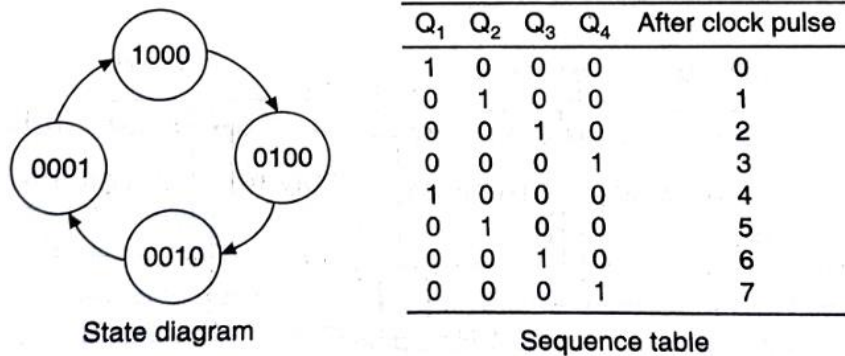 1000
0100
0010
0001
State diagram
Q₁ Q₂ Q₃ Q₄ After clock pulse
1 0 0 0 0
0 1 0 0 1
0 0 1 0 2
0 0 0 1 3
1 0 0 0 4
0 1 0 0 5
0 0 1 0 6
0 0 0 1 7
Sequence table